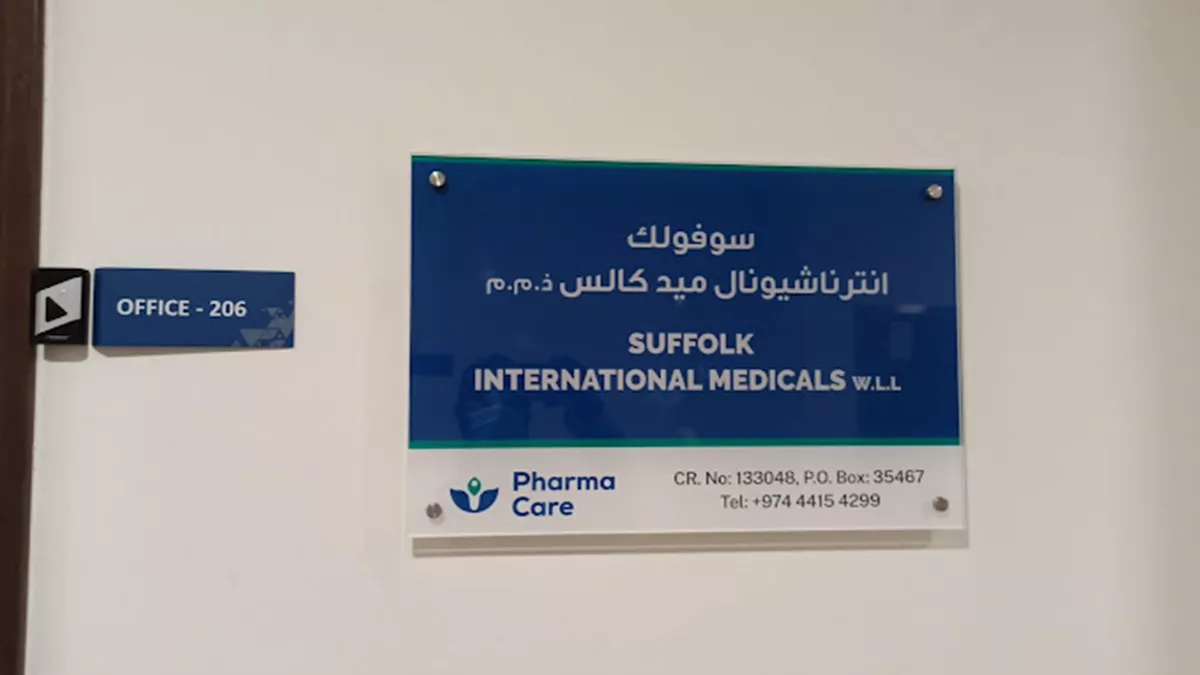 OFFICE - 206
سوفولك
انترناشيونال ميد كالس ذ.م.م
SUFFOLK
INTERNATIONAL MEDICALS W.L.L
Pharma
Care
CR. No: 133048, P.O. Box: 35467
Tel: +974 4415 4299